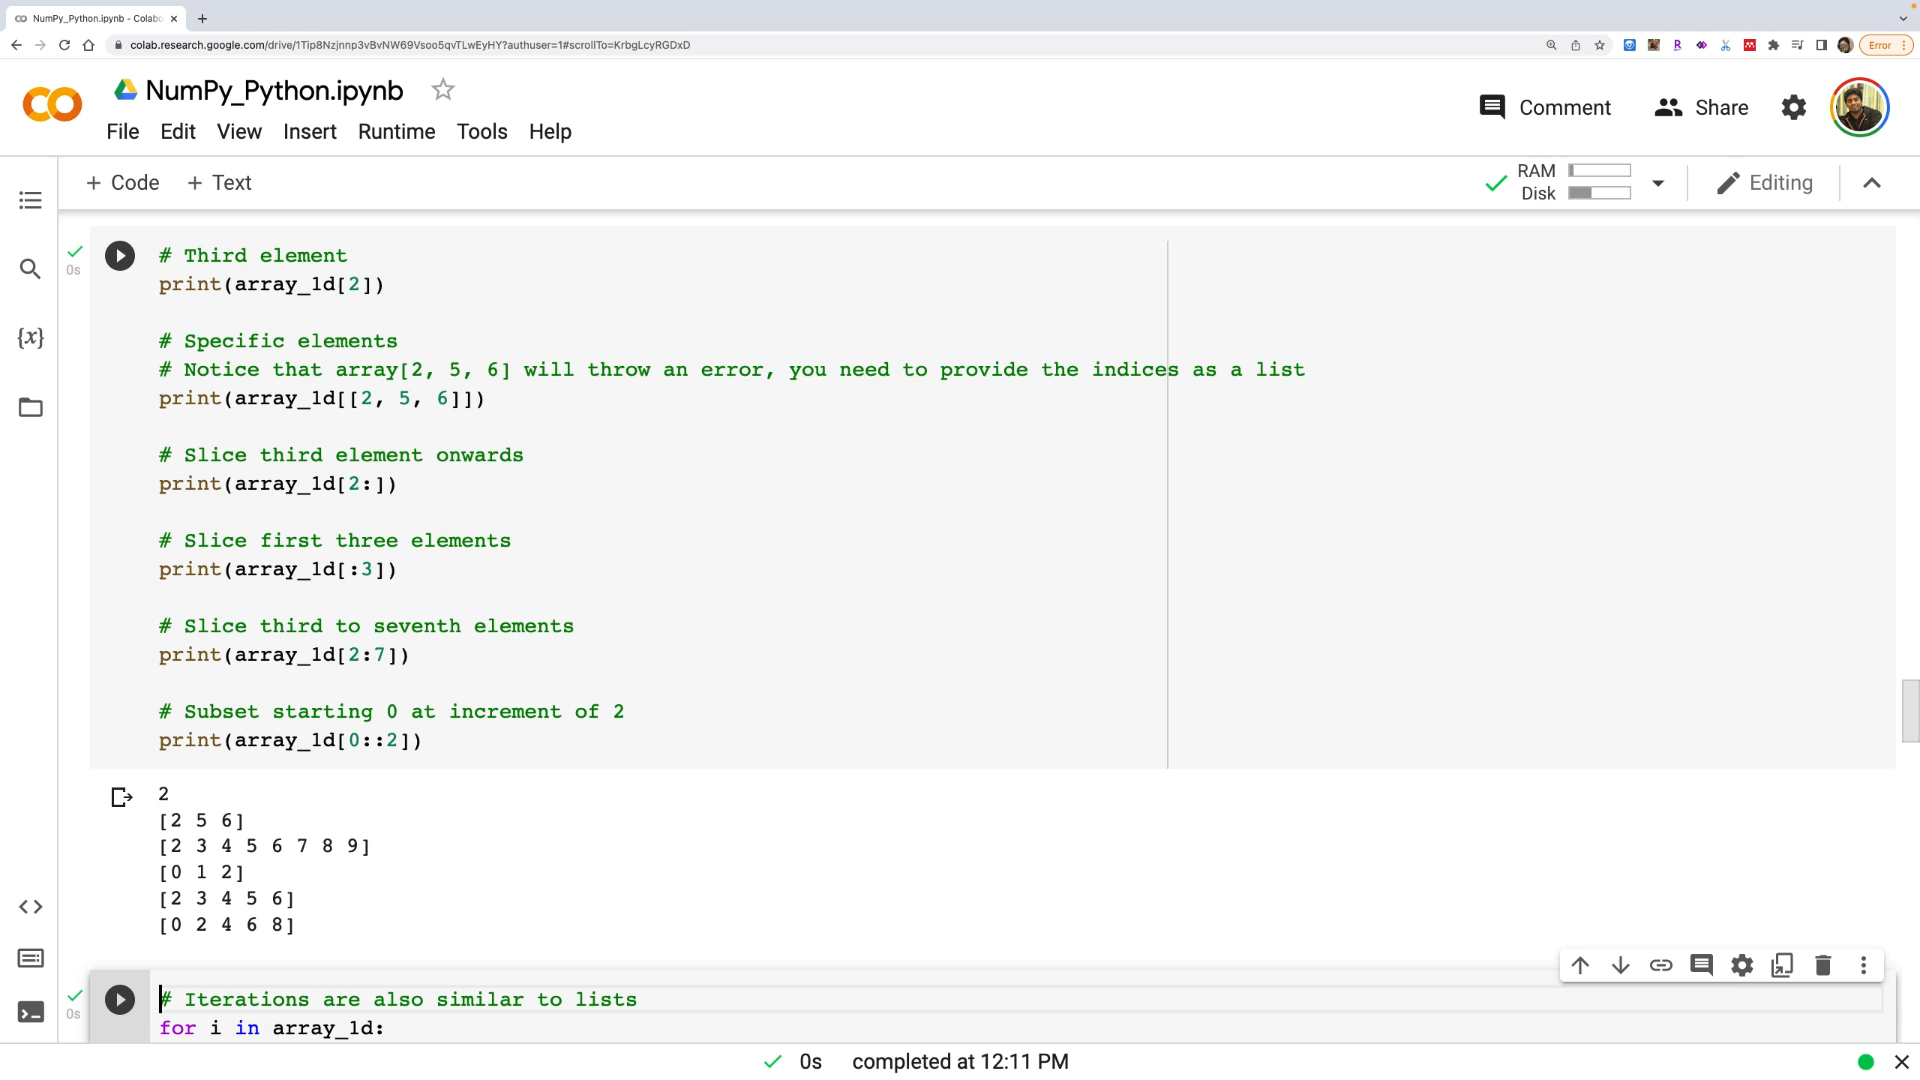 NumPy_Python.ipynb - Colabo
colab.research.google.com/drive/1Tip8Nzjnnp3vBvNW69Vsoo5qvTLwEyHY?authuser=1#scrollTo=KrbgLcyRGDxD
Error
NumPy_Python.ipynb
Comment
Share
File Edit View Insert Runtime Tools Help
+ Code + Text
RAM
Disk
Editing
0s
# Third element
print(array_1d[2])
{x}
# Specific elements
# Notice that array[2, 5, 6] will throw an error, you need to provide the indices as a list
print(array_1d[[2, 5, 6]])
# Slice third element onwards
print(array_1d[2:])
# Slice first three elements
print(array_1d[:3])
# Slice third to seventh elements
print(array_1d[2:7])
# Subset starting 0 at increment of 2
print(array_1d[0::2])
2
[2 5 6]
[2 3 4 5 6 7 8 9]
[0 1 2]
[2 3 4 5 6]
[0 2 4 6 8]
0s
# Iterations are also similar to lists
for i in array_1d:
0s completed at 12:11 PM